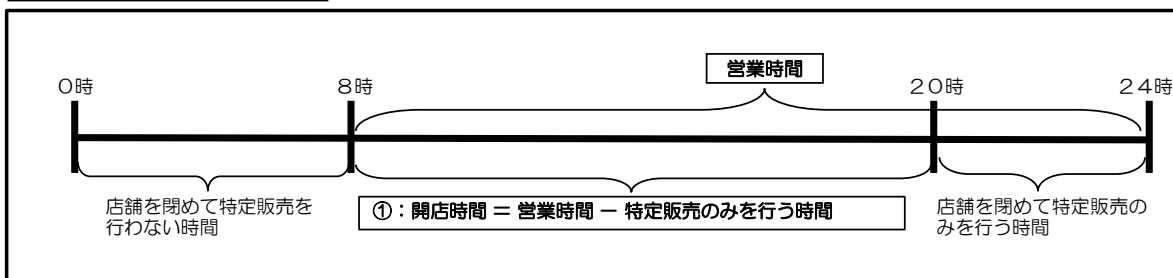 営業時間
0時
8時
20時
24時
店舗を閉めて特定販売を
行わない時間
①:開店時間 = 営業時間 - 特定販売のみを行う時間
店舗を閉めて特定販売の
みを行う時間